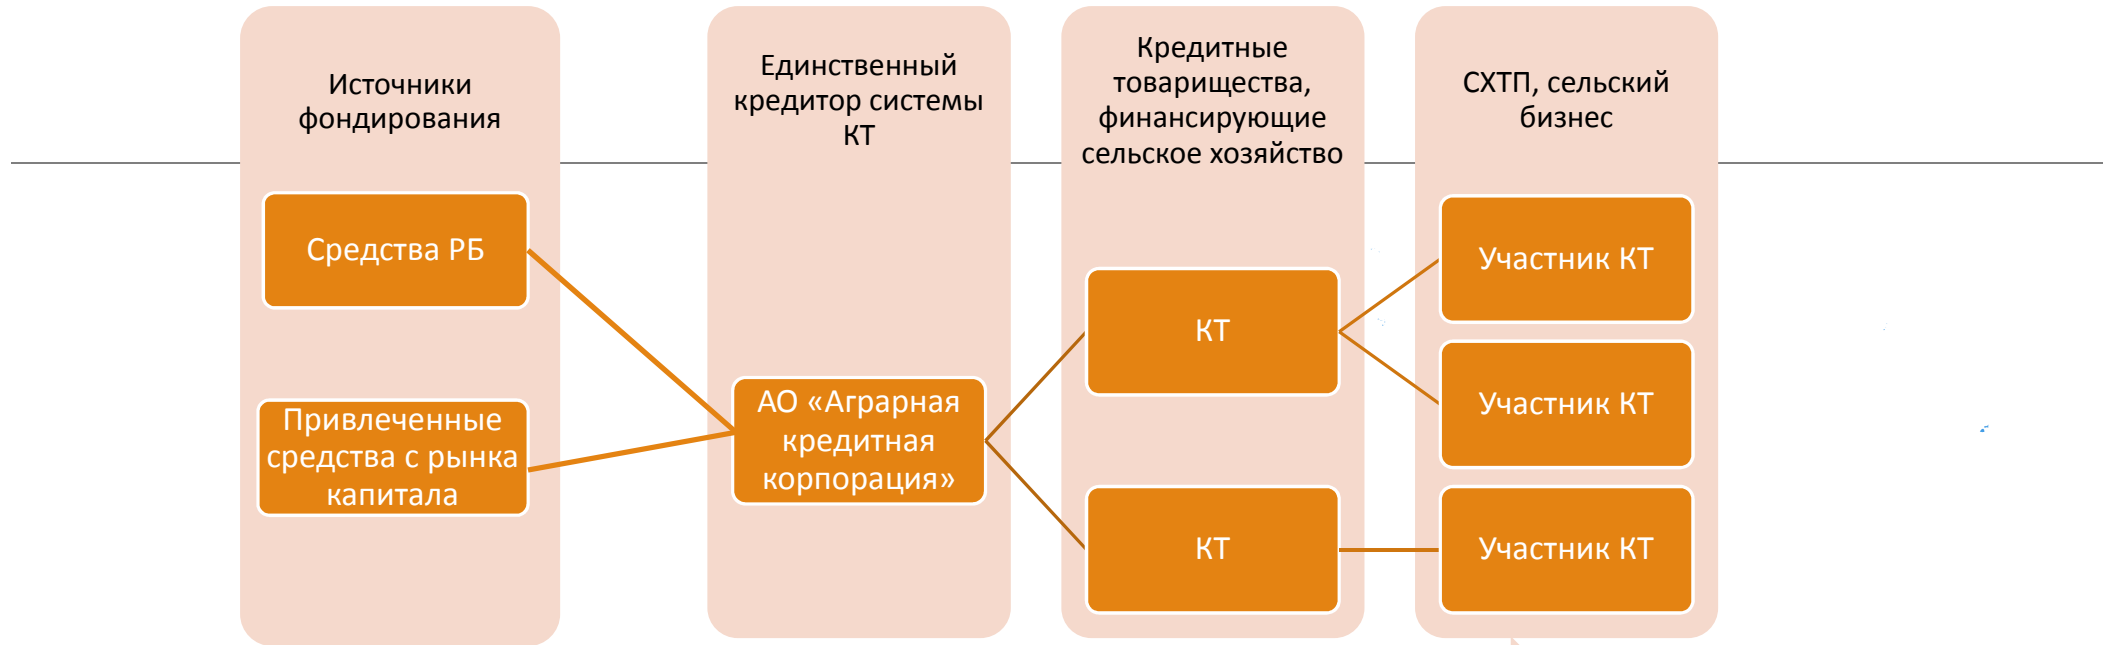 Источники
фондирования
Средства РБ
Привлеченные
средства с рынка
капитала
Единственный
кредитор системы
КТ
АО «Аграрная
кредитная
корпорация»
Кредитные
товарищества,
финансирующие
сельское хозяйство
КТ
КТ
СХТП, сельский
бизнес
Участник КТ
Участник КТ
Участник КТ